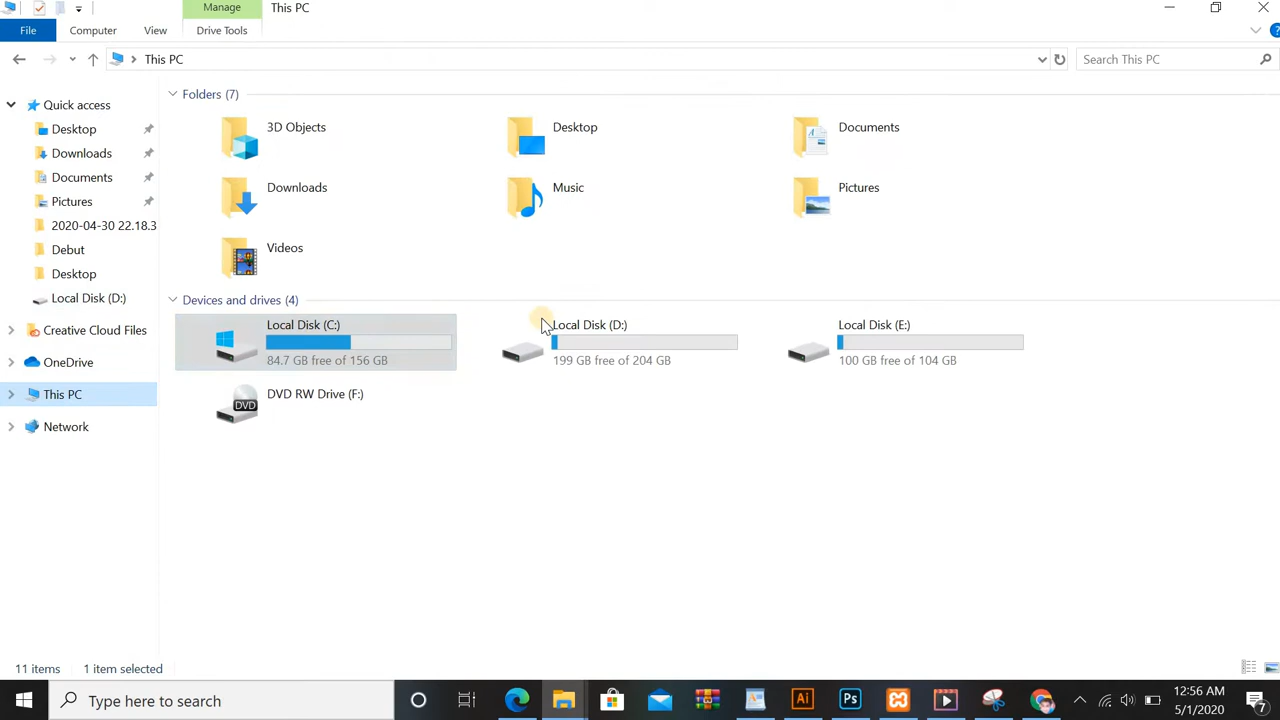 Manage
This PC
File
Computer
View
Drive Tools
This PC
Search This PC
Quick access
Desktop
Downloads
Documents
Pictures
2020-04-30 22.18.3
Debut
Desktop
Local Disk (D:)
Creative Cloud Files
OneDrive
This PC
Network
Folders (7)
3D Objects
Desktop
Documents
Downloads
Music
Pictures
Videos
Devices and drives (4)
Local Disk (C:)
84.7 GB free of 156 GB
Local Disk (D:)
199 GB free of 204 GB
Local Disk (E:)
100 GB free of 104 GB
DVD
DVD RW Drive (F:)
11 items
1 item selected
Type here to search
Ai
Ps
12:56 AM
5/1/2020
7